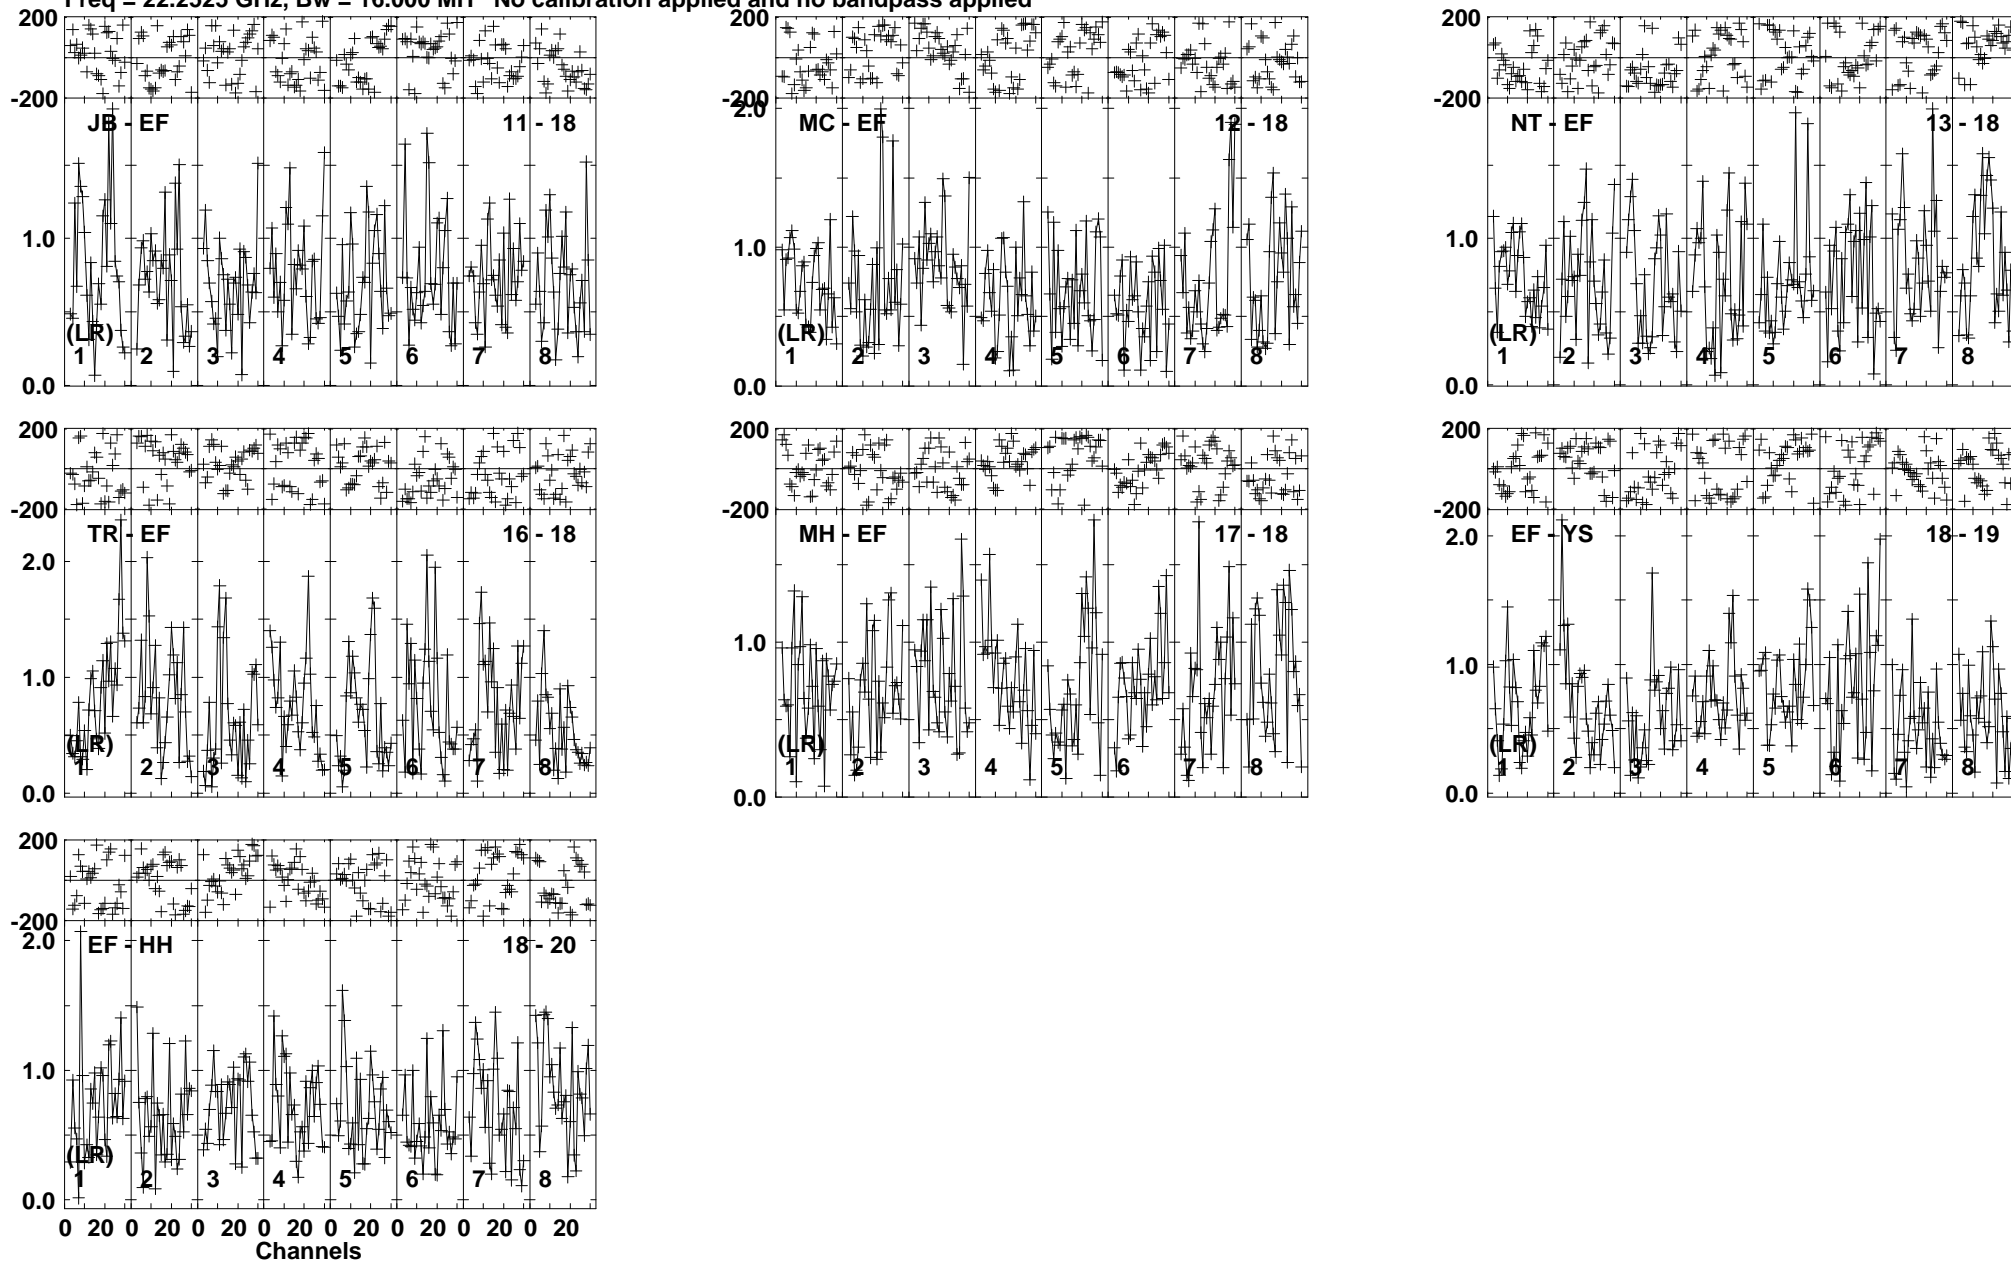 Freq = 22.2525 GHz, Bw = 16.000 MH No calibration applied and no bandpass applied
200
-200
JB - EF 11 - 18
1.0
(LR)
1 2 3 4 5 6 7 8
0.0
200
-200
2.0
MC - EF 12 - 18
1.0
(LR)
1 2 3 4 5 6 7 8
0.0
200
-200
NT - EF 13 - 18
1.0
(LR)
1 2 3 4 5 6 7 8
0.0
200
-200
TR - EF 16 - 18
2.0
1.0
(LR)
1 2 3 4 5 6 7 8
0.0
200
-200
MH - EF 17 - 18
1.0
(LR)
1 2 3 4 5 6 7 8
0.0
200
-200
EF - YS 18 - 19
2.0
1.0
(LR)
1 2 3 4 5 6 7 8
0.0
200
-200
EF - HH 18 - 20
2.0
1.0
(LR)
1 2 3 4 5 6 7 8
0.0
0 20 0 20 0 20 0 20 0 20 0 20 0 20 0 20
Channels